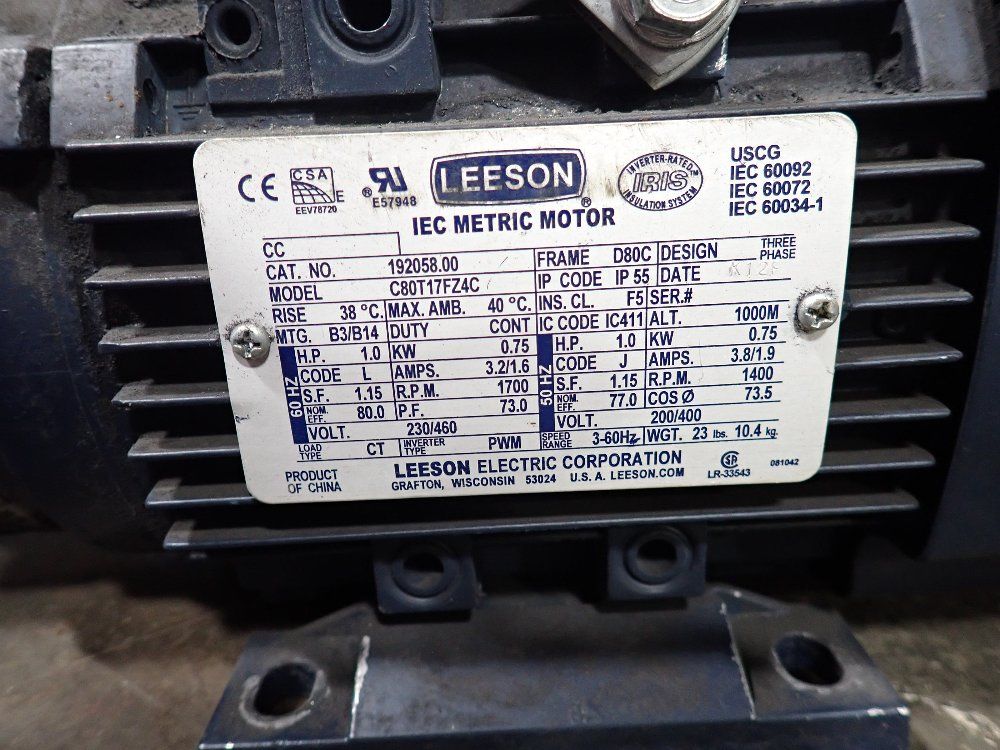 CE CSA E EEV78720 ® RU E57948 LEESON ® INVERTER-RATED IRIS INSULATION SYSTEM
USCG
IEC 60092
IEC 60072
IEC 60034-1
IEC METRIC MOTOR
CC
CAT. NO. 192058.00 FRAME D80C DESIGN THREE PHASE
MODEL C80T17FZ4C IP CODE IP 55 DATE
RISE 38 °C. MAX. AMB. 40 °C. INS. CL. F5 SER.#
MTG. B3/B14 DUTY CONT IC CODE IC411 ALT. 1000M
60 HZ
H.P. 1.0 KW 0.75
CODE L AMPS. 3.2/1.6
S.F. 1.15 R.P.M. 1700
NOM. EFF. 80.0 P.F. 73.0
VOLT. 230/460
50 HZ
H.P. 1.0 KW 0.75
CODE J AMPS. 3.8/1.9
S.F. 1.15 R.P.M. 1400
NOM. EFF. 77.0 COS Ø 73.5
VOLT. 200/400
LOAD TYPE CT INVERTER TYPE PWM SPEED RANGE 3-60Hz WGT. 23 lbs. 10.4 kg.
PRODUCT OF CHINA
LEESON ELECTRIC CORPORATION
GRAFTON, WISCONSIN 53024 U.S.A. LEESON.COM
LR-33543
081042